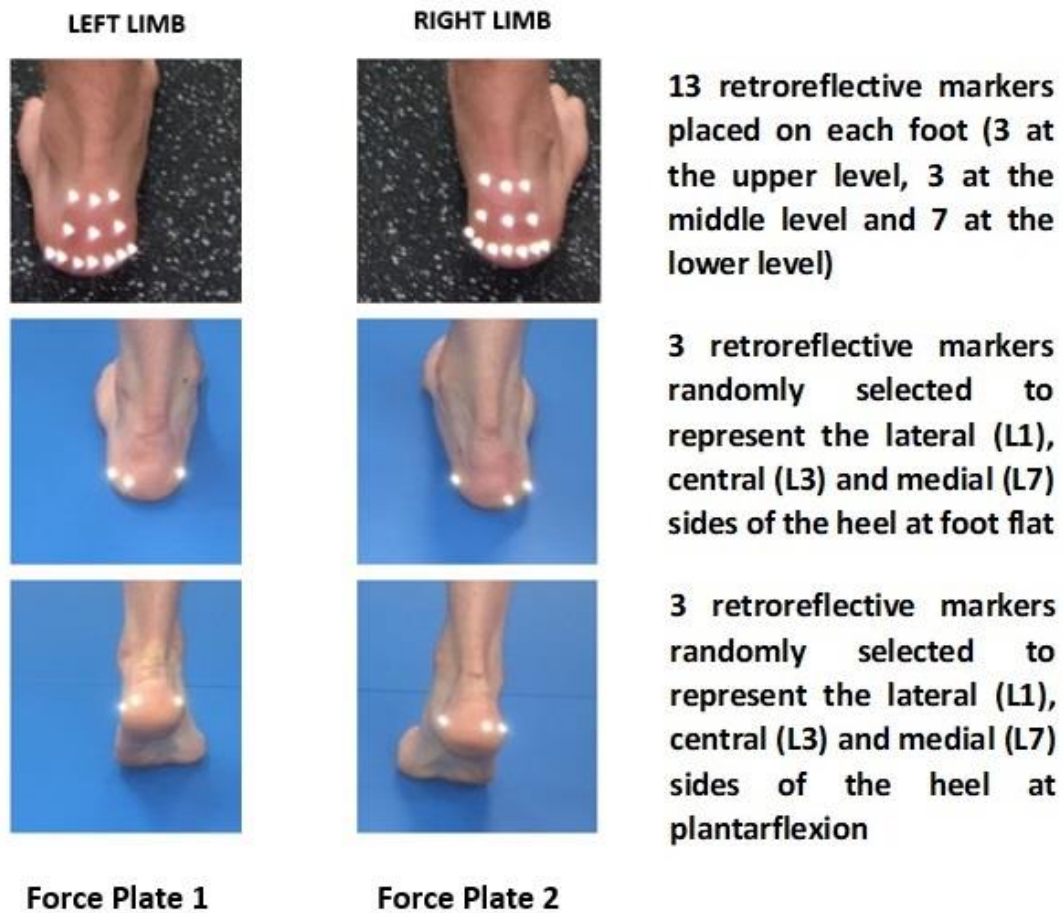 LEFT LIMB
RIGHT LIMB
13 retroreflective markers
placed on each foot (3 at
the upper level, 3 at the
middle level and 7 at the
lower level)
3 retroreflective markers
randomly selected to
represent the lateral (L1),
central (L3) and medial (L7)
sides of the heel at foot flat
3 retroreflective markers
randomly selected to
represent the lateral (L1),
central (L3) and medial (L7)
sides of the heel at
plantarflexion
Force Plate 1
Force Plate 2